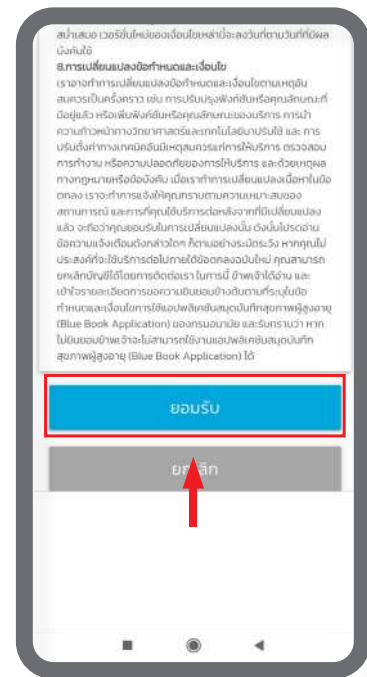 สม่ำเสมอ เวอร์ชั่นใหม่ของเงื่อนไขเหล่านี้จะลงวันที่ตามวันที่ที่มีผล
บังคับใช้
8.การเปลี่ยนแปลงข้อกำหนดและเงื่อนไข
เราอาจทำการเปลี่ยนแปลงข้อกำหนดและเงื่อนไขตามเหตุอัน
สมควรเป็นครั้งคราว เช่น การปรับปรุงฟังก์ชันหรือคุณลักษณะที่
มีอยู่แล้ว หรือเพิ่มฟังก์ชันหรือคุณลักษณะของบริการ การนำ
ความก้าวหน้าทางวิทยาศาสตร์และเทคโนโลยีมาปรับใช้ และ การ
ปรับตั้งค่าทางเทคนิคอันมีเหตุสมควรแก่การให้บริการ ตรวจสอบ
การทำงาน หรือความปลอดภัยของการให้บริการ และด้วยเหตุผล
ทางกฎหมายหรือข้อบังคับ เมื่อเราทำการเปลี่ยนแปลงเนื้อหาในข้อ
ตกลง เราจะทำการแจ้งให้คุณทราบตามความเหมาะสมของ
สถานการณ์ และการที่คุณใช้บริการต่อหลังจากที่มีเปลี่ยนแปลง
แล้ว จะถือว่าคุณยอมรับในการเปลี่ยนแปลงนั้น ดังนั้นโปรดอ่าน
ข้อความแจ้งเตือนดังกล่าวใดๆ ก็ตามอย่างระมัดระวัง หากคุณไม่
ประสงค์ที่จะใช้บริการต่อไปภายใต้ข้อตกลงฉบับใหม่ คุณสามารถ
ยกเลิกบัญชีได้โดยการติดต่อเรา ในการนี้ ข้าพเจ้าได้อ่าน และ
เข้าใจรายละเอียดการขอความยินยอมข้างต้นตามที่ระบุในข้อ
กำหนดและเงื่อนไขการใช้แอปพลิเคชันสมุดบันทึกสุขภาพผู้สูงอายุ
(Blue Book Application) ของกรมอนามัย และรับทราบว่า หาก
ไม่ยินยอมข้าพเจ้าจะไม่สามารถใช้งานแอปพลิเคชันสมุดบันทึก
สุขภาพผู้สูงอายุ (Blue Book Application) ได้
ยอมรับ
ยกเลิก